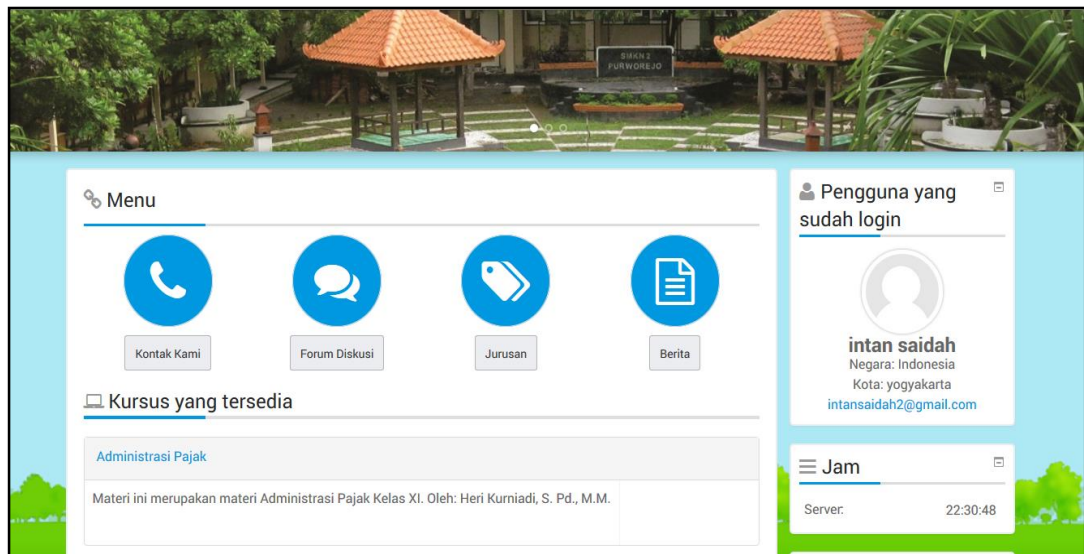 SMKN 2
PURWOREJO
Menu
Kontak Kami
Forum Diskusi
Jurusan
Berita
Kursus yang tersedia
Administrasi Pajak
Materi ini merupakan materi Administrasi Pajak Kelas XI. Oleh: Heri Kurniadi, S. Pd., M.M.
Pengguna yang
sudah login
intan saidah
Negara: Indonesia
Kota: yogyakarta
intansaidah2@gmail.com
Jam
Server: 22:30:48